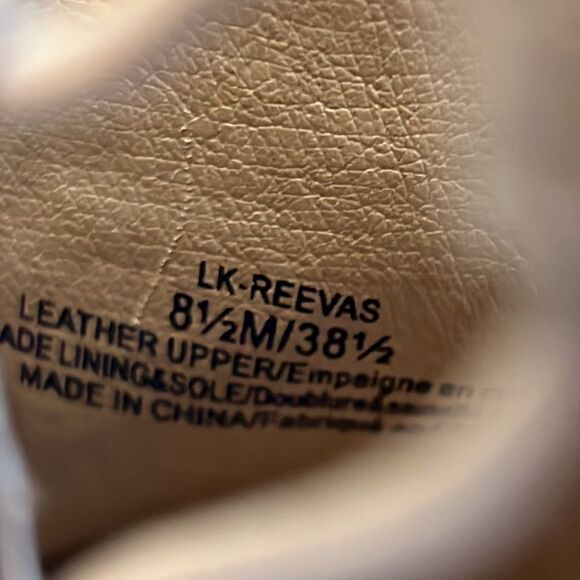 LK-REEVAS
8½M/38½
LEATHER UPPER/Empeigne en
ADE LINING&SOLE/Doublure&
MADE IN CHINA/Fabriqué